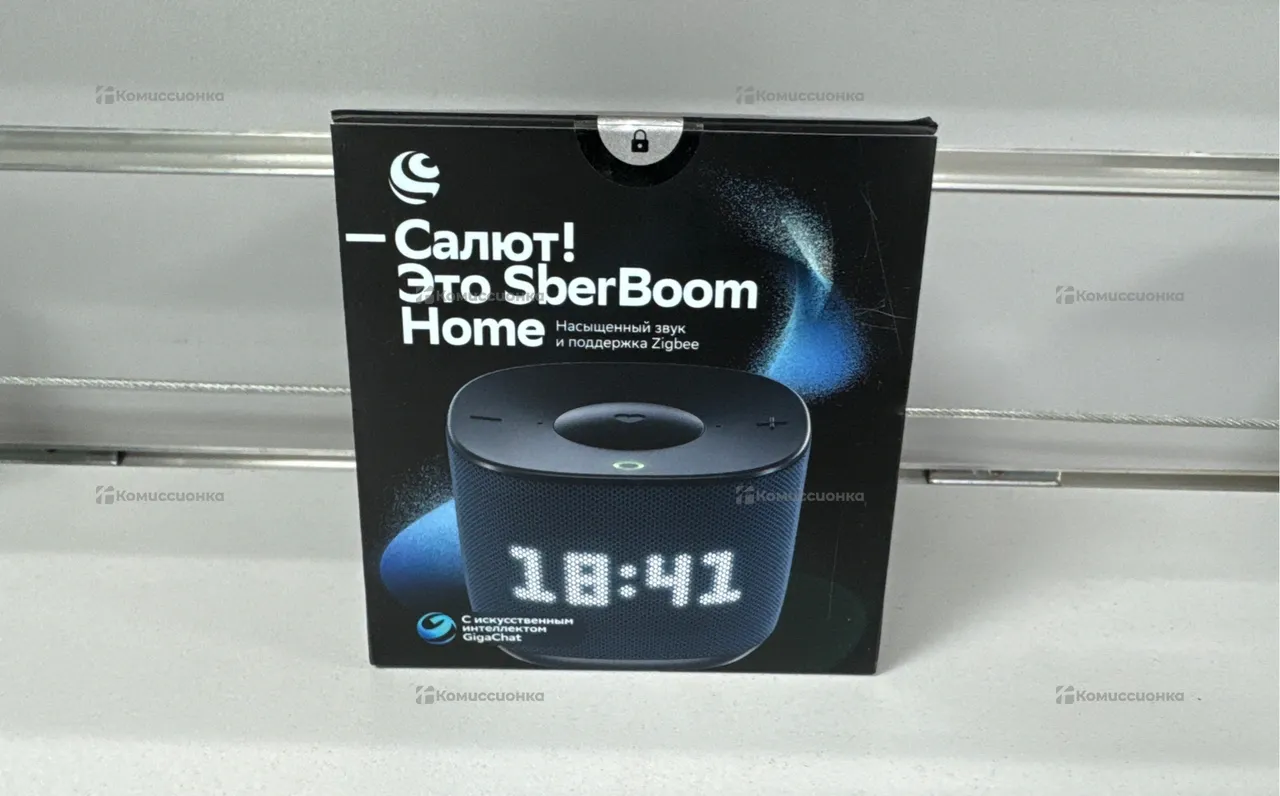 Комиссионка Комиссионка
— Салют!
Это SberBoom
Комиссионка Комиссионка
Home Насыщенный звук
и поддержка Zigbee
Комиссионка Комиссионка
18:41
С искусственным
интеллектом
GigaChat
Комиссионка Комиссионка